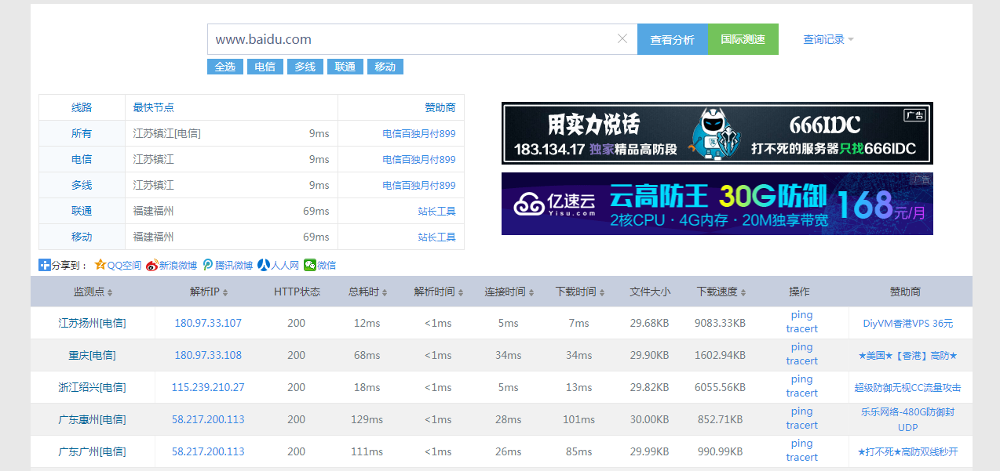 www.baidu.com 查看分析 国际测速 查询记录
全选 电信 多线 联通 移动
线路 最快节点 赞助商
所有 江苏镇江[电信] 9ms 电信百独月付899
电信 江苏镇江 9ms 电信百独月付899
多线 江苏镇江 9ms 电信百独月付899
联通 福建福州 69ms 站长工具
移动 福建福州 69ms 站长工具
用实力说话 666IDC 广告
183.134.17 独家精品高防段 打不死的服务器只找666IDC
亿速云 Yisu.com 云高防王 30G防御 168元/月 广告
2核CPU · 4G内存 · 20M独享带宽
分享到： QQ空间 新浪微博 腾讯微博 人人网 微信
监测点 解析IP HTTP状态 总耗时 解析时间 连接时间 下载时间 文件大小 下载速度 操作 赞助商
江苏扬州[电信] 180.97.33.107 200 12ms <1ms 5ms 7ms 29.68KB 9083.33KB ping tracert DiyVM香港VPS 36元
重庆[电信] 180.97.33.108 200 68ms <1ms 34ms 34ms 29.90KB 1602.94KB ping tracert ★美国★【香港】高防★
浙江绍兴[电信] 115.239.210.27 200 18ms <1ms 5ms 13ms 29.82KB 6055.56KB ping tracert 超级防御无视CC流量攻击
广东惠州[电信] 58.217.200.113 200 129ms <1ms 28ms 101ms 30.00KB 852.71KB ping tracert 乐乐网络-480G防御封UDP
广东广州[电信] 58.217.200.113 200 111ms <1ms 26ms 85ms 29.99KB 990.99KB ping tracert ★打不死★高防双线秒开